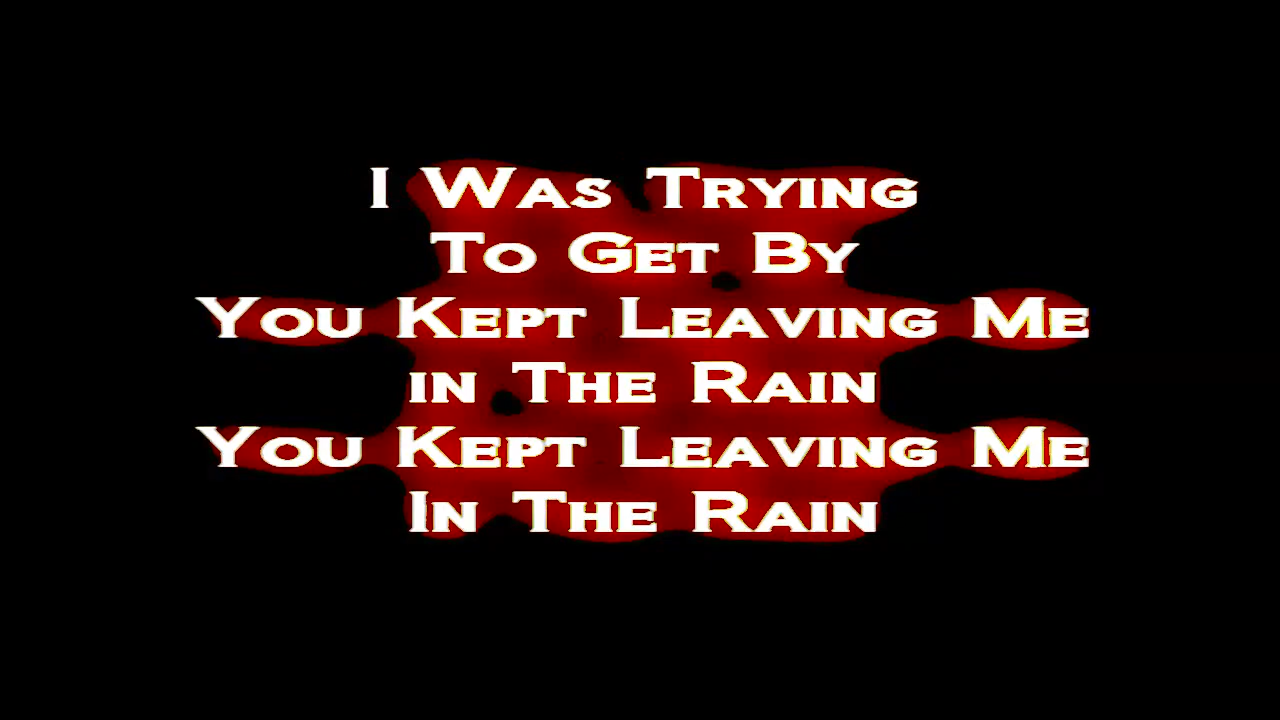 I Was Trying
To Get By
You Kept Leaving Me
in The Rain
You Kept Leaving Me
In The Rain